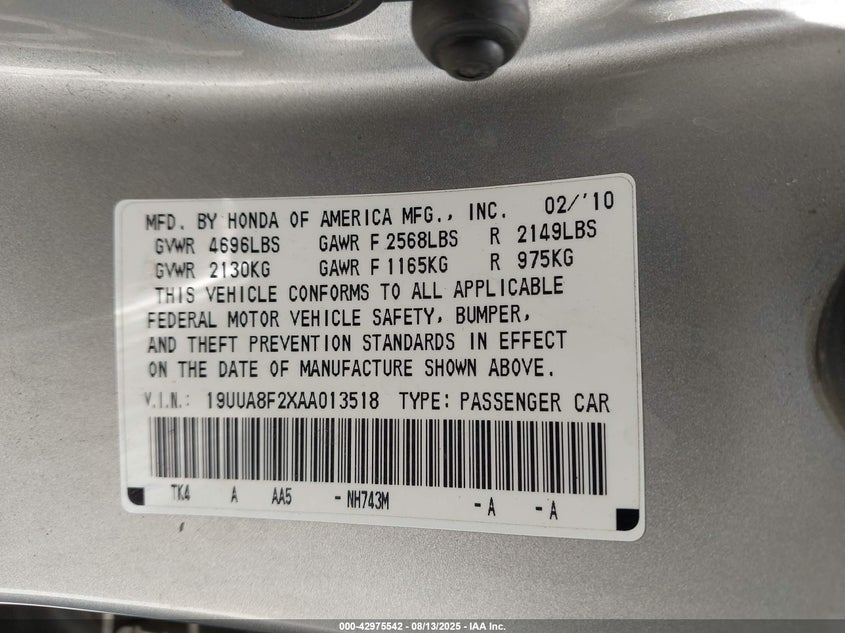 MFD. BY HONDA OF AMERICA MFG., INC. 02/'10
GVWR 4696LBS GAWR F 2568LBS R 2149LBS
GVWR 2130KG GAWR F 1165KG R 975KG
THIS VEHICLE CONFORMS TO ALL APPLICABLE
FEDERAL MOTOR VEHICLE SAFETY, BUMPER,
AND THEFT PREVENTION STANDARDS IN EFFECT
ON THE DATE OF MANUFACTURE SHOWN ABOVE.
V.I.N.: 19UUA8F2XAA013518 TYPE: PASSENGER CAR
TK4 A AA5 -NH743M -A -A
000-42975542 - 08/13/2025 - IAA Inc.